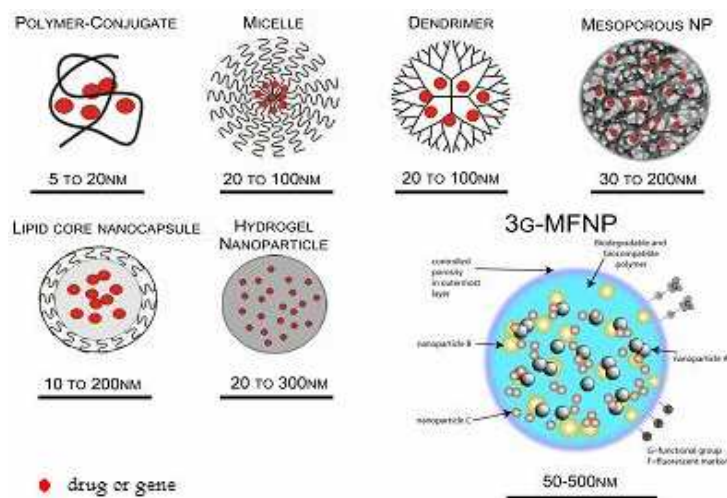 POLYMER-CONJUGATE
5 TO 20NM
MICELLE
20 TO 100NM
DENDRIMER
20 TO 100NM
MESOPOROUS NP
30 TO 200NM
LIPID CORE NANOCAPSULE
10 TO 200NM
HYDROGEL
NANOPARTICLE
20 TO 300NM
3G-MFNP
controlled
porosity
in outermost
layer
Biodegradable and
biocompatible
polymer
nanoparticle B
nanoparticle A
nanoparticle C
G-functional group
F-fluorescent marker
50-500NM
drug or gene